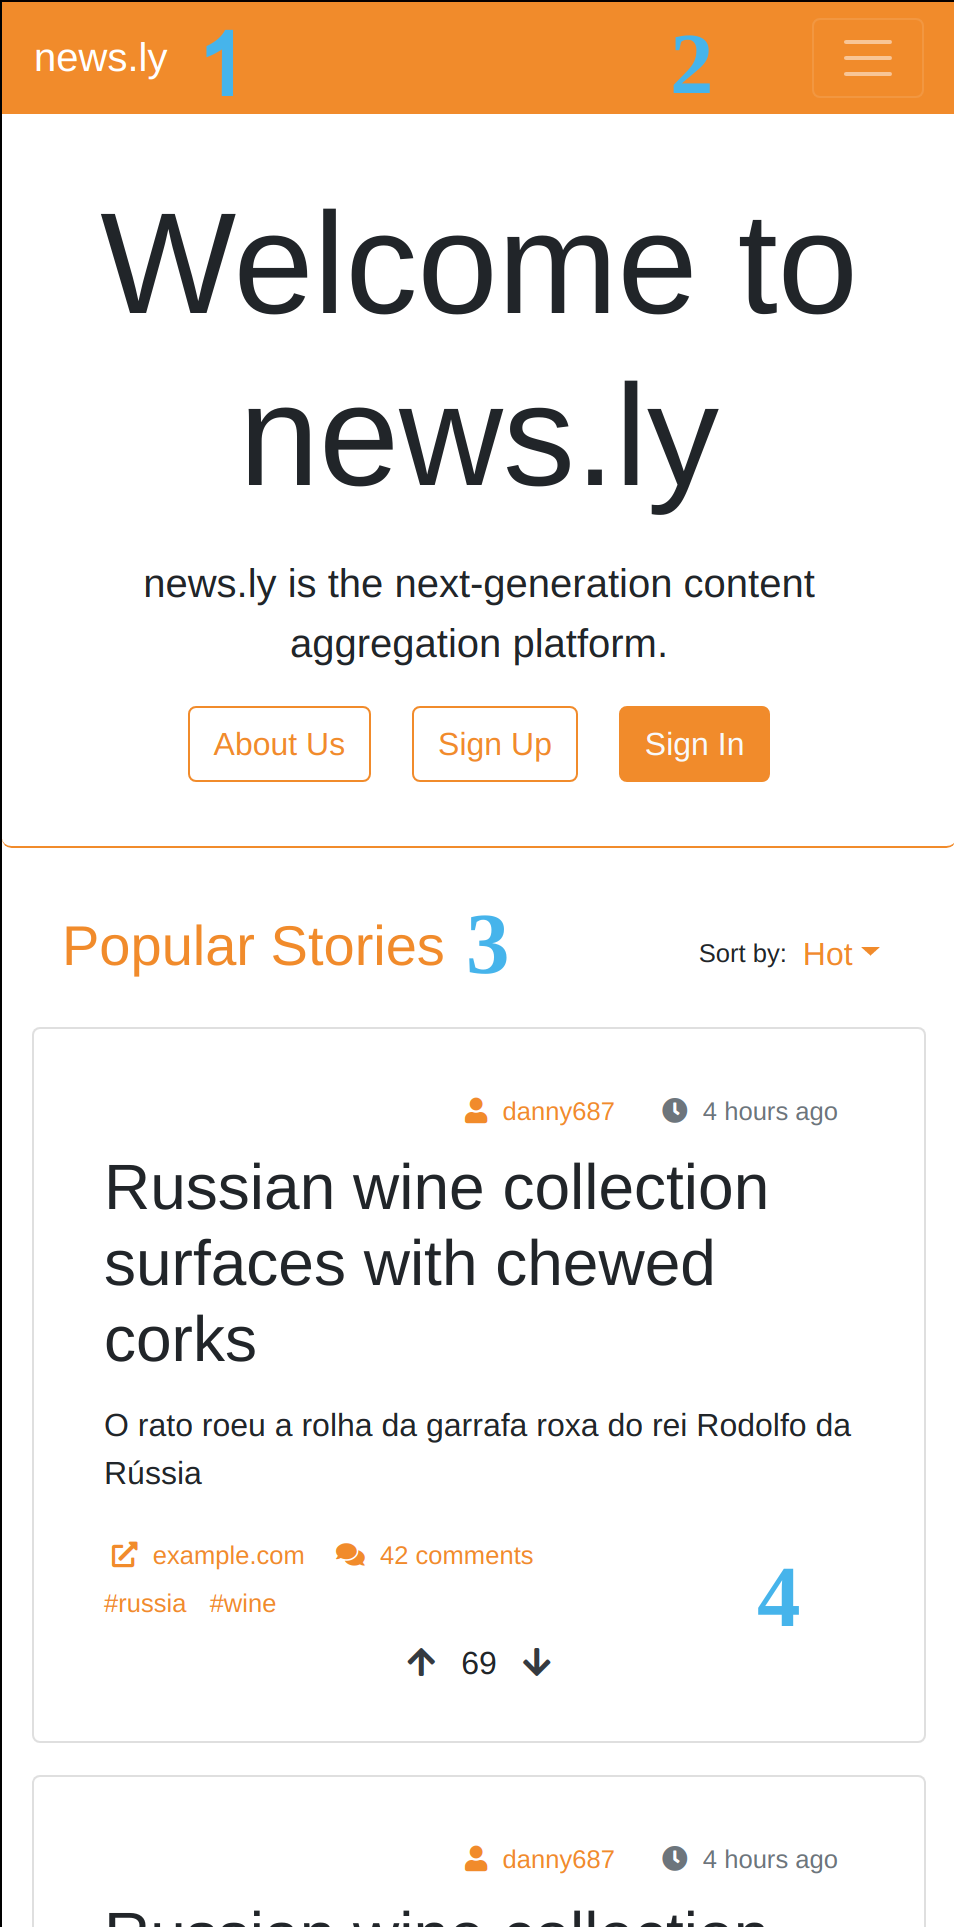 news.ly 1 2
Welcome to
news.ly
news.ly is the next-generation content
aggregation platform.
About Us Sign Up Sign In
Popular Stories 3 Sort by: Hot
danny687 4 hours ago
Russian wine collection
surfaces with chewed
corks
O rato roeu a rolha da garrafa roxa do rei Rodolfo da
Rússia
example.com 42 comments
#russia #wine 4
69
danny687 4 hours ago
Russian wine collection